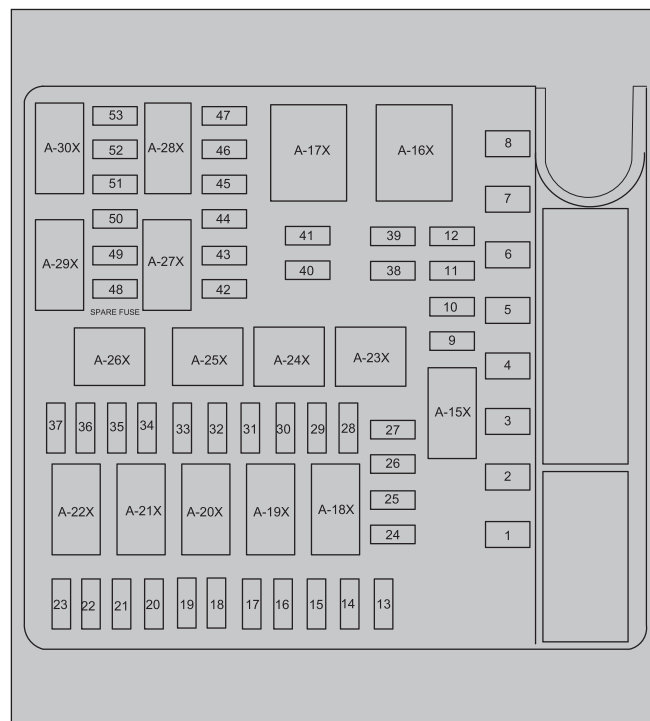 53 47
A-30X A-28X A-17X A-16X 8
52 46
51 45 7
50 44
41 39 12
A-29X 49 A-27X 43 6
40 38 11
48 42
10 5
SPARE FUSE
9
A-26X A-25X A-24X A-23X 4
A-15X
37 36 35 34 33 32 31 30 29 28 27 3
26
2
A-22X A-21X A-20X A-19X A-18X 25
24 1
23 22 21 20 19 18 17 16 15 14 13